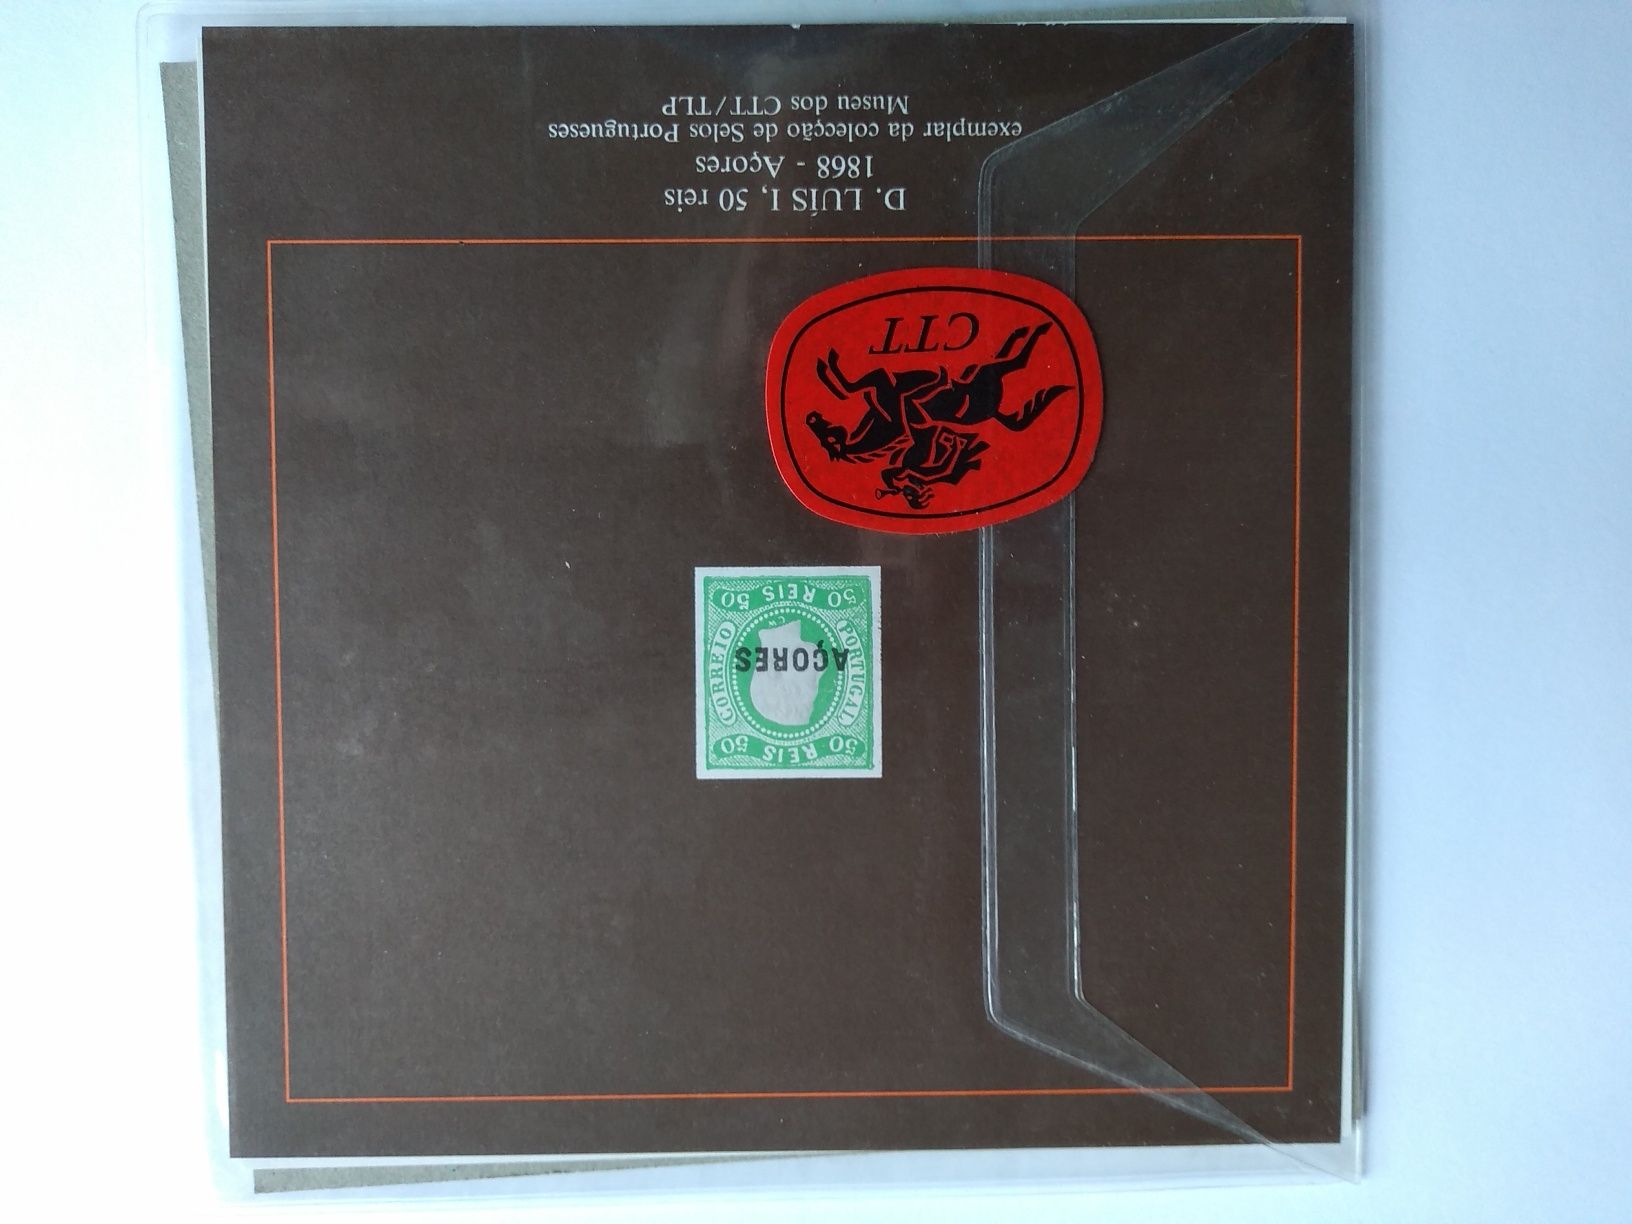 CTT
50 REIS 50
CORREIO
PORTUGAL
AÇORES
CW
50 REIS 50
D. LUÍS I, 50 reis
1868 - Açores
exemplar da colecção de Selos Portugueses
Museu dos CTT/TLP